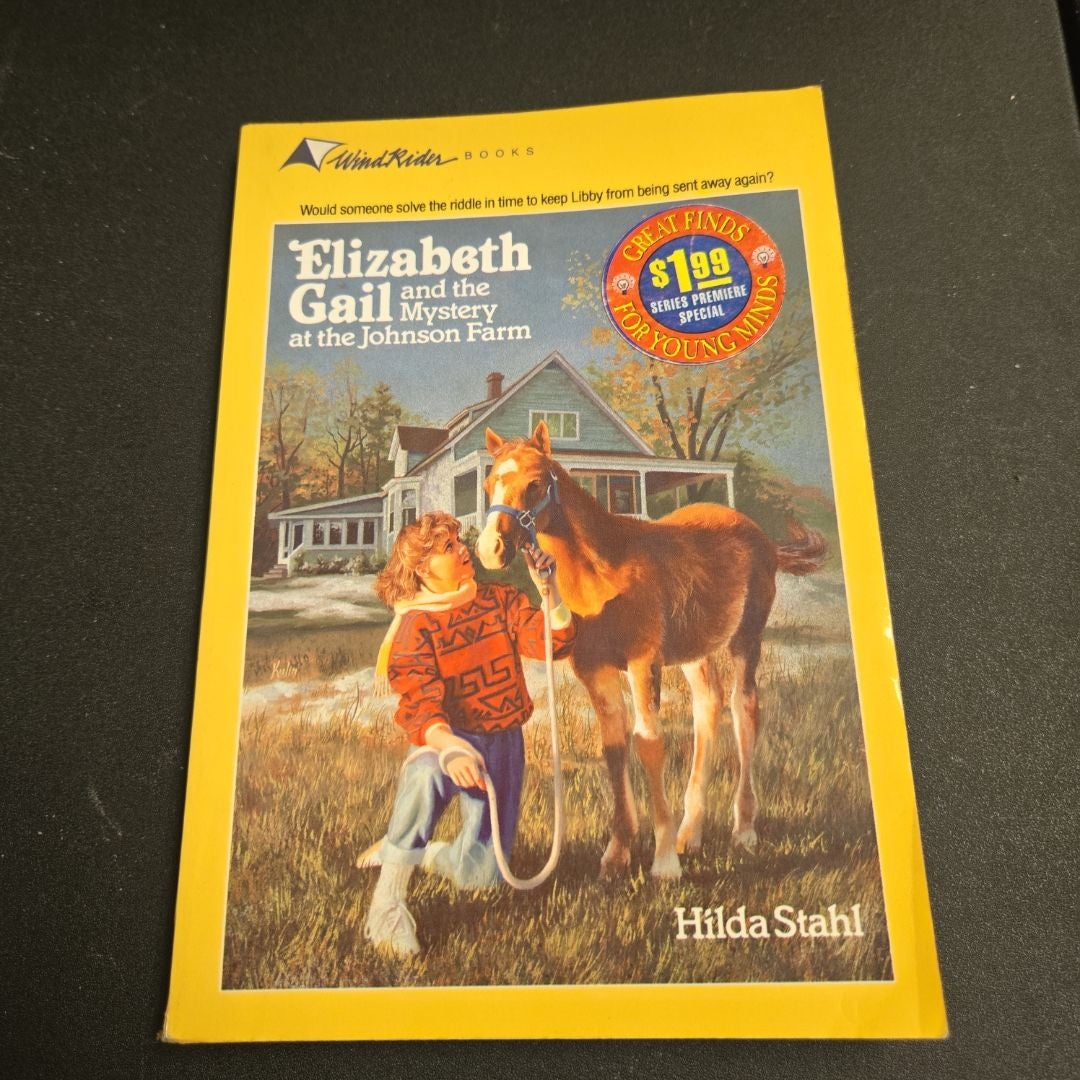 WindRider BOOKS
Would someone solve the riddle in time to keep Libby from being sent away again?
Elizabeth
Gail and the
Mystery
at the Johnson Farm
GREAT FINDS
$1.99
SERIES PREMIERE
SPECIAL
FOR YOUNG MINDS
Hilda Stahl